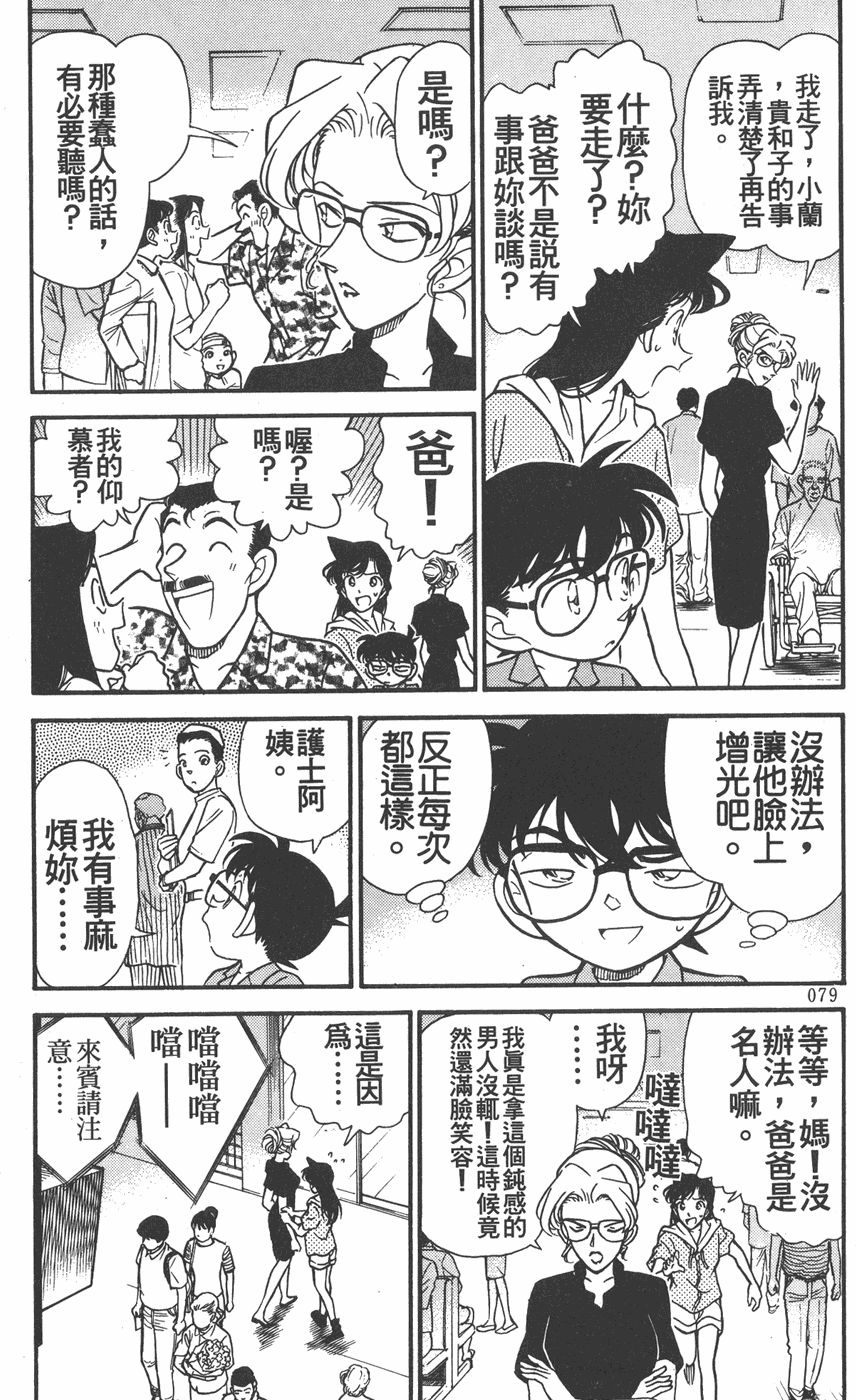 我走了，小蘭
，貴和子的事
弄清楚了再告
訴我。
什麼？妳
要走了？
爸爸不是說有
事跟妳談嗎？
是嗎？
那種蠢人的話，
有必要聽嗎？
爸！
喔？是
嗎？
我的仰
慕者？
沒辦法，
讓他臉上
增光吧。
反正每次
都這樣。
護士阿
姨。
我有事麻
煩妳……
079
等等，媽！沒
辦法，爸爸是
名人嘛。
噠噠噠
我呀
……
我真是拿這個鈍感的
男人沒輒！這時候竟
然還滿臉笑容！
這是因
為……
噹噹噹
噹—
來賓請注
意……